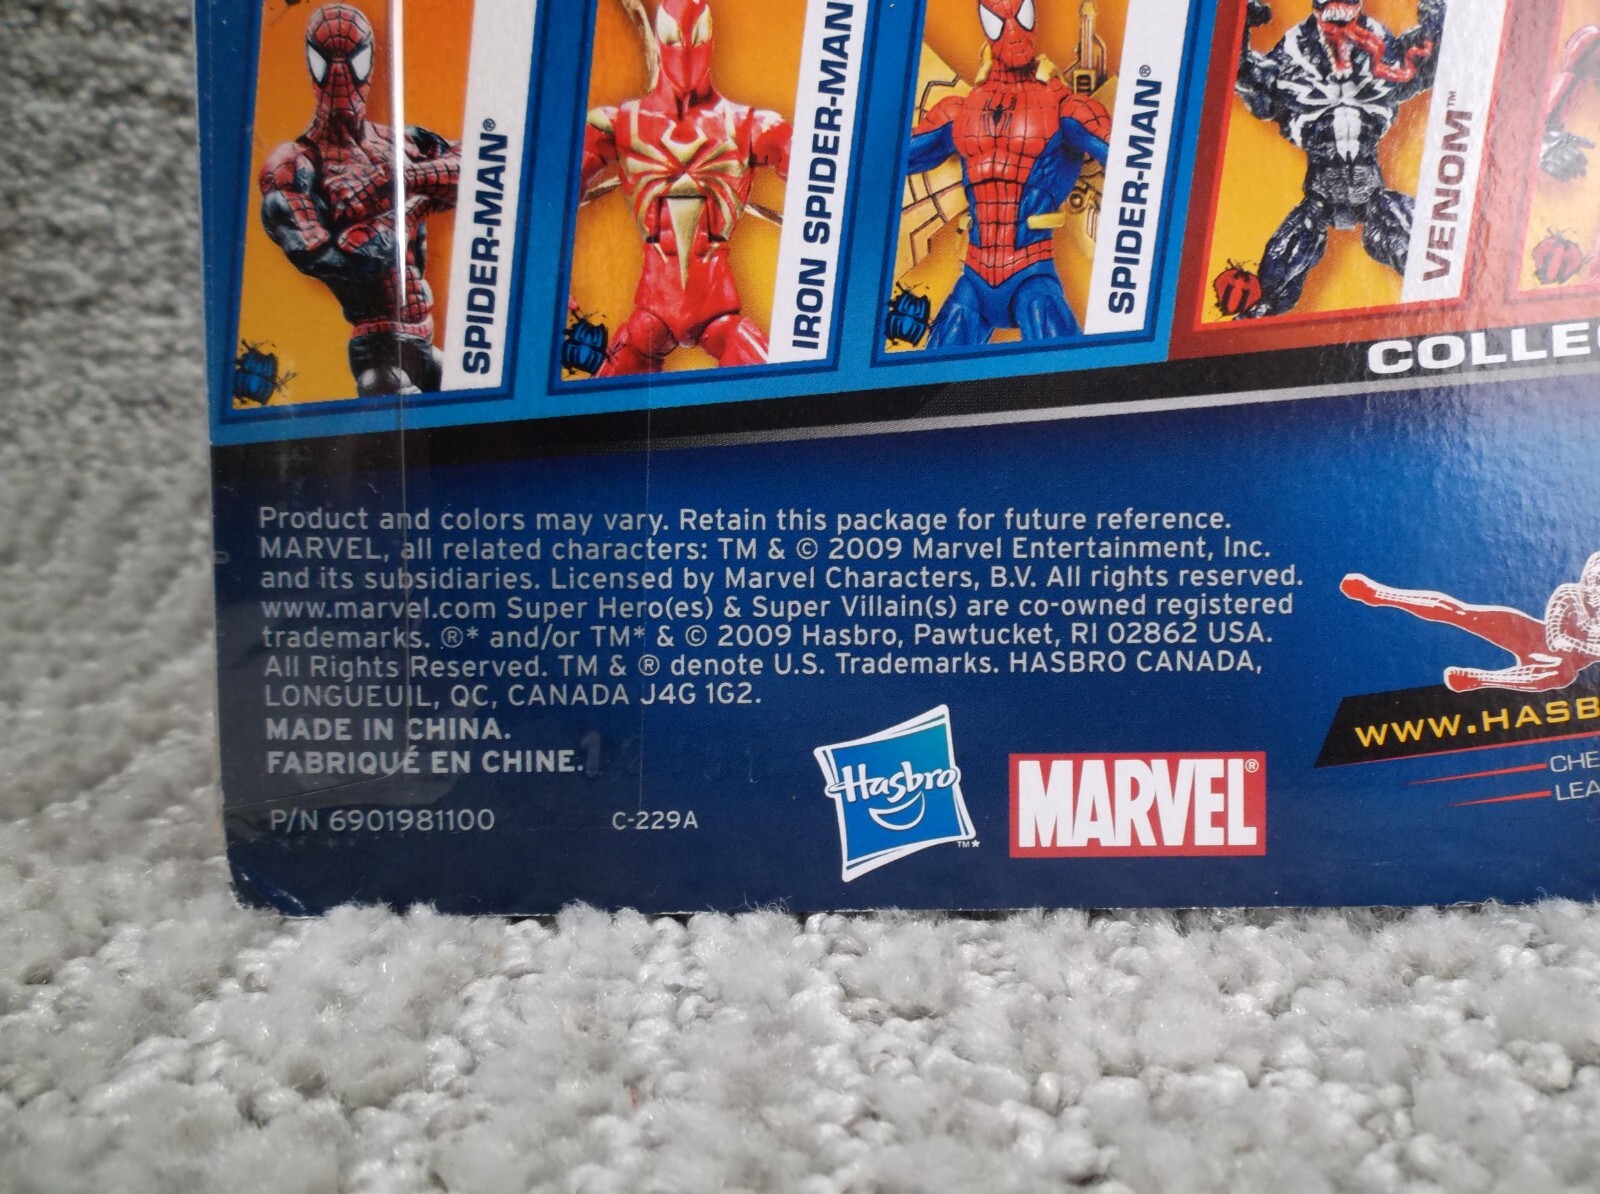 SPIDER-MAN®
IRON SPIDER-MAN
SPIDER-MAN®
VENOM™
Product and colors may vary. Retain this package for future reference.
MARVEL, all related characters: TM & © 2009 Marvel Entertainment, Inc.
and its subsidiaries. Licensed by Marvel Characters, B.V. All rights reserved.
www.marvel.com Super Hero(es) & Super Villain(s) are co-owned registered
trademarks. ®* and/or TM* & © 2009 Hasbro, Pawtucket, RI 02862 USA.
All Rights Reserved. TM & ® denote U.S. Trademarks. HASBRO CANADA,
LONGUEUIL, QC, CANADA J4G 1G2.
MADE IN CHINA.
FABRIQUÉ EN CHINE.
P/N 6901981100 C-229A
Hasbro
TM*
MARVEL®